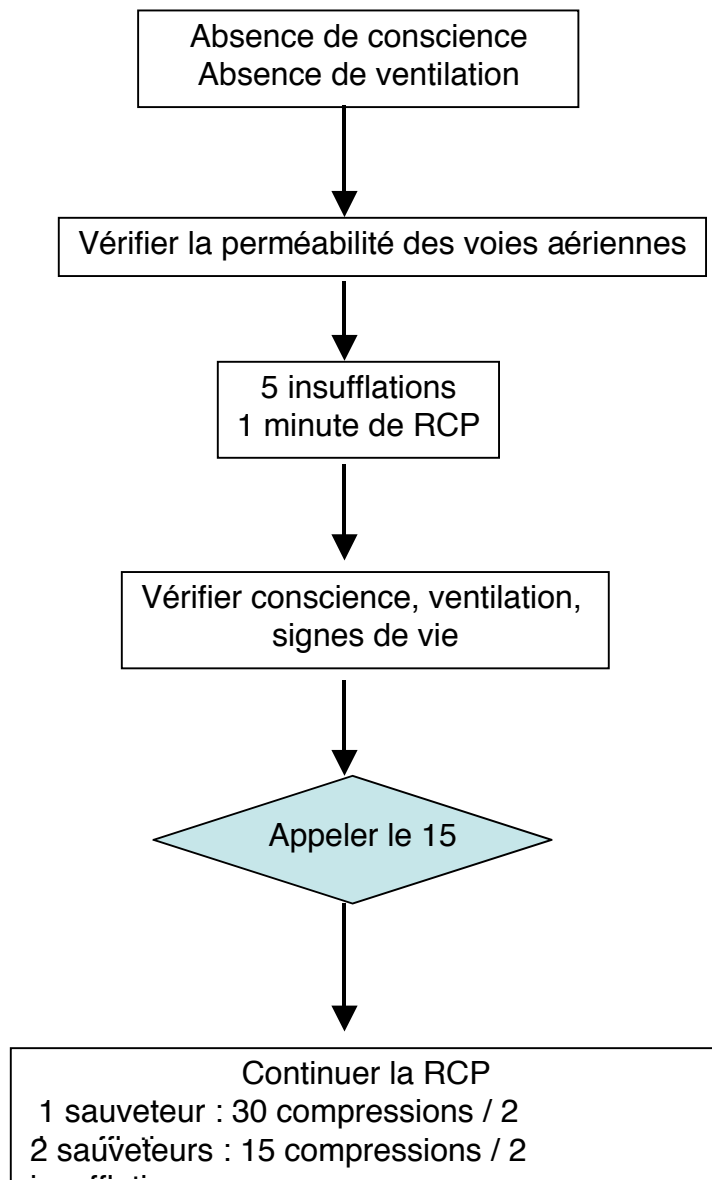 Absence de conscience
Absence de ventilation
Vérifier la perméabilité des voies aériennes
5 insufflations
1 minute de RCP
Vérifier conscience, ventilation,
signes de vie
Appeler le 15
Continuer la RCP
1 sauveteur : 30 compressions / 2
2 sauveteurs : 15 compressions / 2